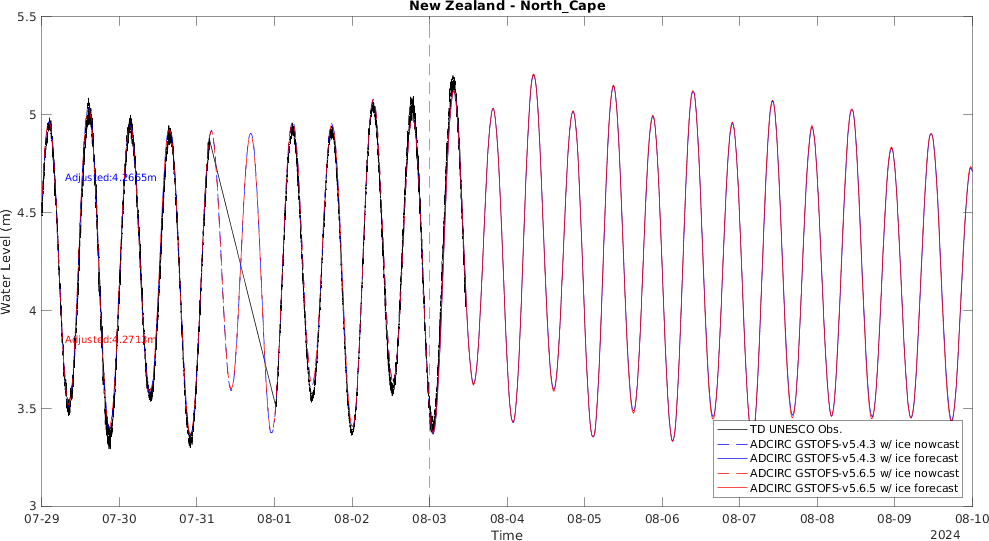 New Zealand - North_Cape
5.5
5
4.5
4
3.5
3
Water Level (m)
Adjusted:4.2665m
Adjusted:4.2713m
TD UNESCO Obs.
ADCIRC GSTOFS-v5.4.3 w/ ice nowcast
ADCIRC GSTOFS-v5.4.3 w/ ice forecast
ADCIRC GSTOFS-v5.6.5 w/ ice nowcast
ADCIRC GSTOFS-v5.6.5 w/ ice forecast
07-29 07-30 07-31 08-01 08-02 08-03 08-04 08-05 08-06 08-07 08-08 08-09 08-10
Time
2024